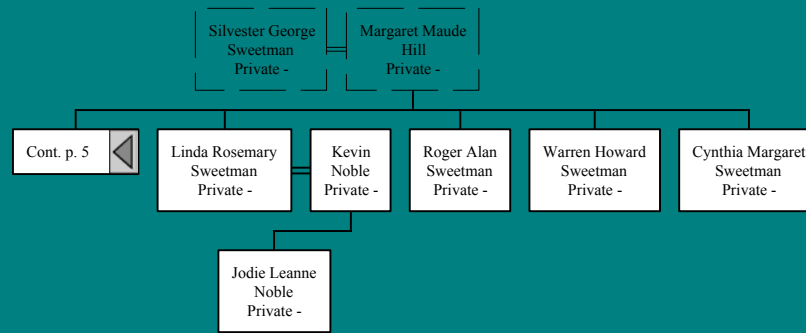 Silvester George
Sweetman
Private -
Margaret Maude
Hill
Private -
Cont. p. 5
Linda Rosemary
Sweetman
Private -
Kevin
Noble
Private -
Roger Alan
Sweetman
Private -
Warren Howard
Sweetman
Private -
Cynthia Margaret
Sweetman
Private -
Jodie Leanne
Noble
Private -